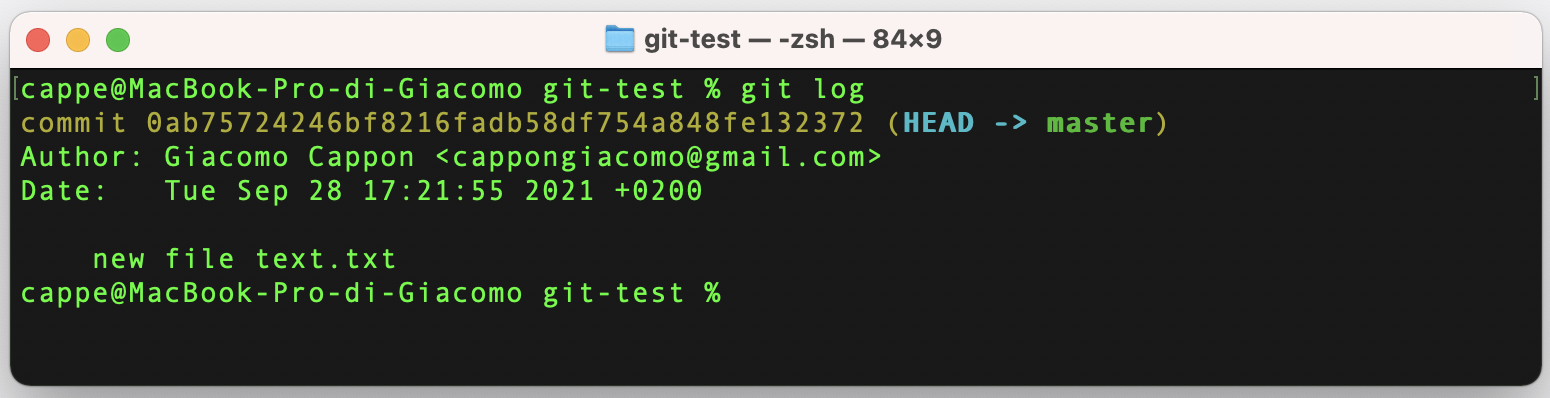 git-test — -zsh — 84×9
[cappe@MacBook-Pro-di-Giacomo git-test % git log ]
commit 0ab75724246bf8216fadb58df754a848fe132372 (HEAD -> master)
Author: Giacomo Cappon <cappongiacomo@gmail.com>
Date:   Tue Sep 28 17:21:55 2021 +0200
    new file text.txt
cappe@MacBook-Pro-di-Giacomo git-test %